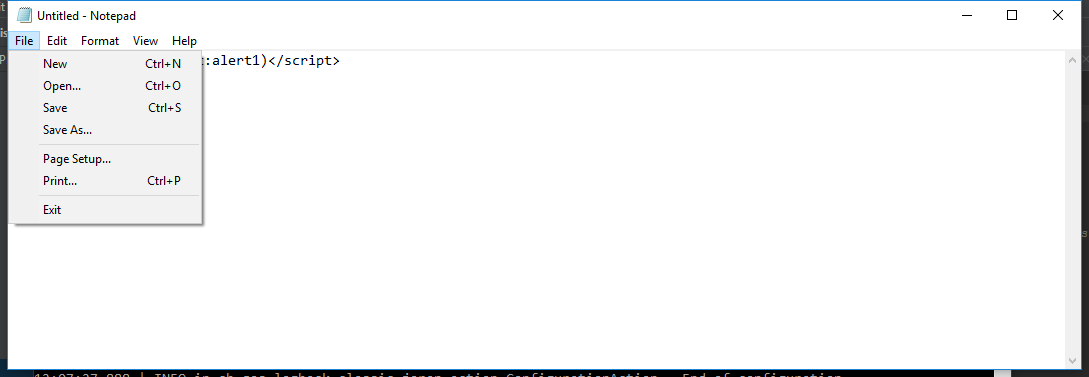 Untitled - Notepad
File Edit Format View Help
:alert1)</script>
New Ctrl+N
Open... Ctrl+O
Save Ctrl+S
Save As...
Page Setup...
Print... Ctrl+P
Exit